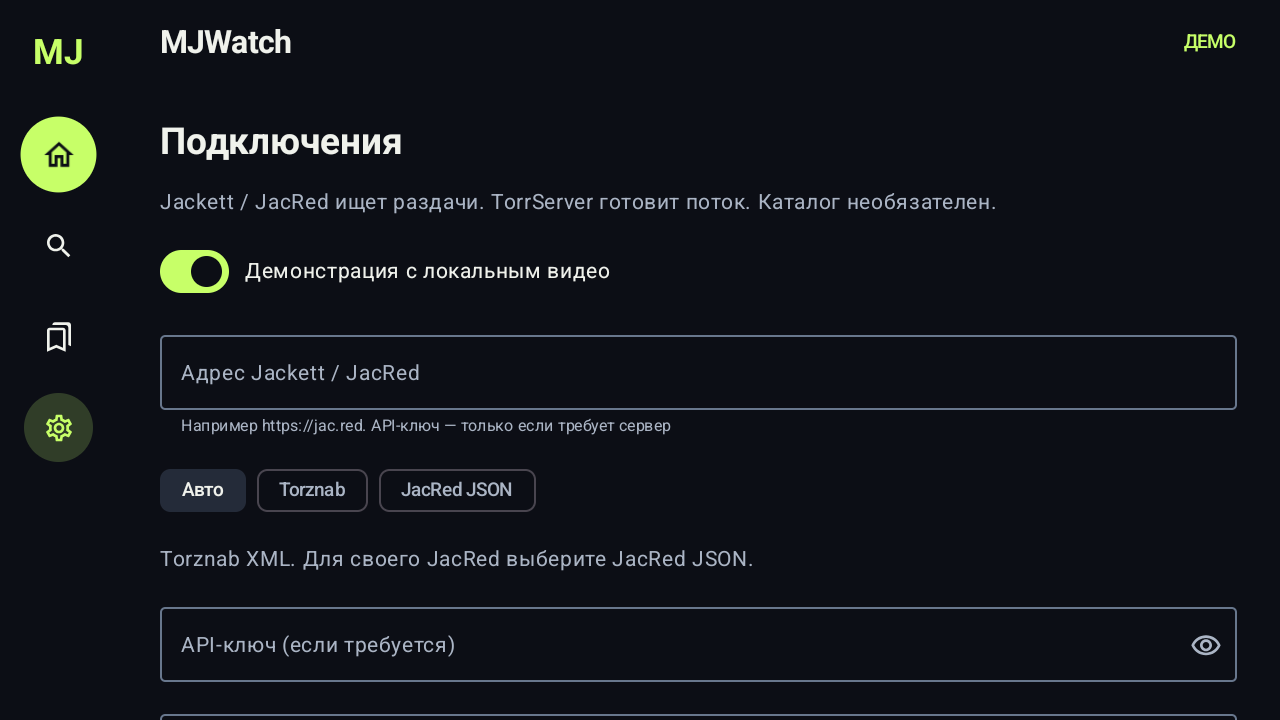 MJ
MJWatch
ДЕМО
Подключения
Jackett / JacRed ищет раздачи. TorrServer готовит поток. Каталог необязателен.
Демонстрация с локальным видео
Адрес Jackett / JacRed
Например https://jac.red. API-ключ — только если требует сервер
Авто
Torznab
JacRed JSON
Torznab XML. Для своего JacRed выберите JacRed JSON.
API-ключ (если требуется)